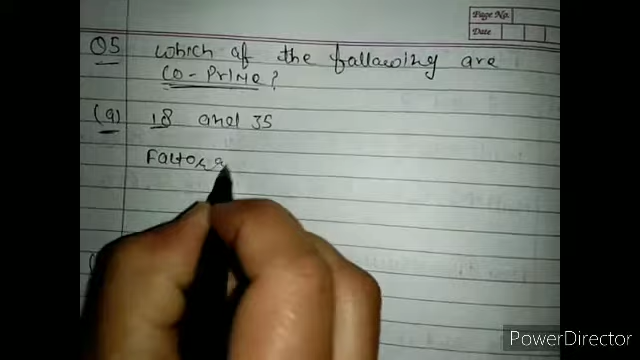 Page No.
Date
Q5 Which of the following are
CO-PRIME?
(a) 18 and 35
Factors
(
PowerDirector